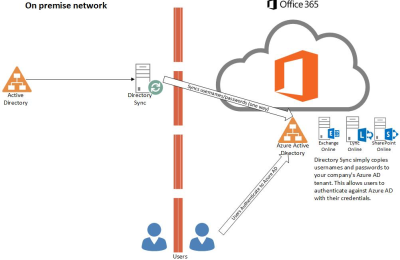 On premise network
Office 365
Active
Directory
Directory
Sync
Syncs usernames/passwords (one way)
Azure Active
Directory
Exchange
Online
Lync
Online
SharePoint
Online
Directory Sync simply copies
usernames and passwords to
your company's Azure AD
tenant. This allows users to
authenticate against Azure AD
with their credentials.
Users Authenticate to Azure AD
Users